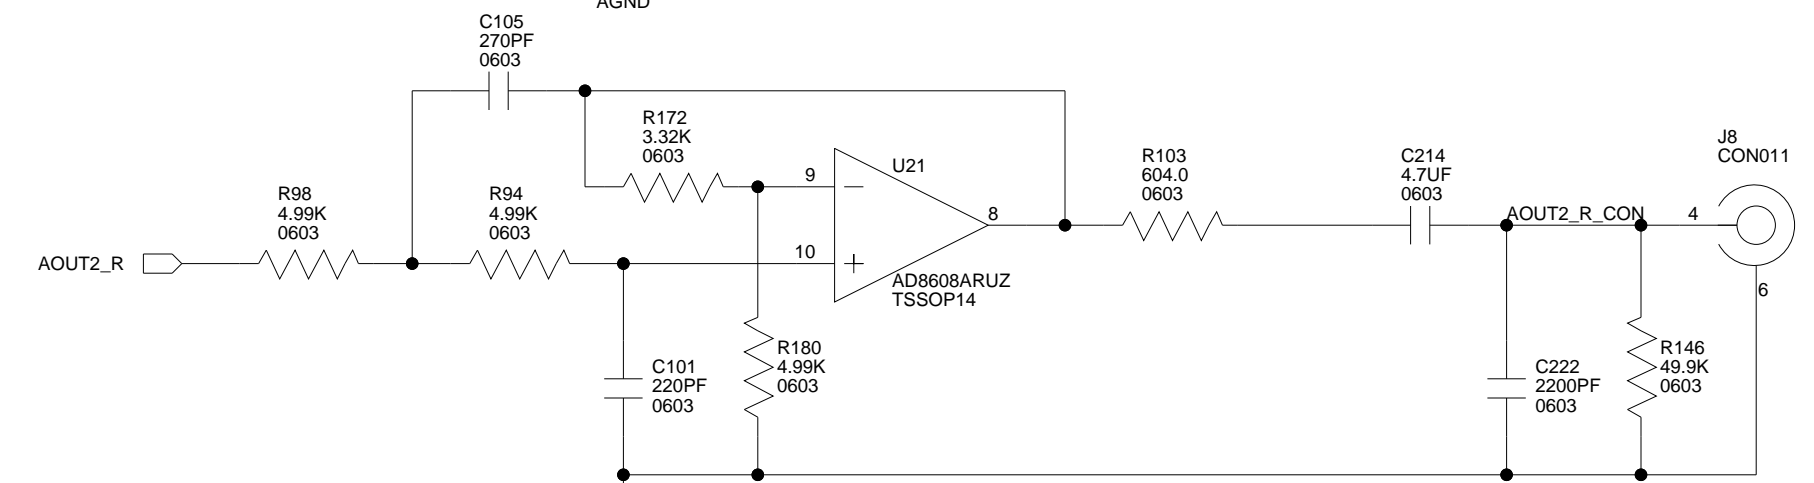 AGND
C105
270PF
0603
R172
3.32K
0603
U21
9
8
10
AD8608ARUZ
TSSOP14
R98
4.99K
0603
R94
4.99K
0603
AOUT2_R
R103
604.0
0603
C214
4.7UF
0603
J8
CON011
AOUT2_R_CON
4
6
C101
220PF
0603
R180
4.99K
0603
C222
2200PF
0603
R146
49.9K
0603